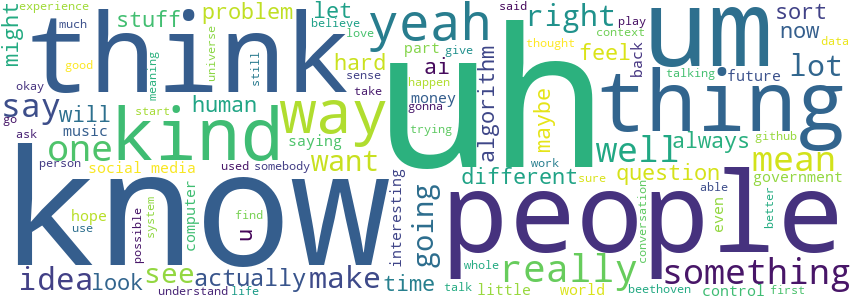 experience
much
said
play
might
stuff
problem
let
believe
love
yeah
thought
give
right
context
um
sort
now
data
think
good
meaning
universe
still
hard
part
ai
feel
back
talking
future
lot
okay
sense
take
happen
money
gonna
algorithm
maybe
thing
say
will
human
way
uh
go
ask
music
start
saying
trying
work
github
always
one
kind
well
person
social media
used
somebody
want
different
sure
question
able
mean
government
know
hope
use
computer
possible
system
find
u
interesting
going
people
conversation
even
better
idea
look
see
actually
make
time
whole
really
something
understand
life
talk
little
world
beethoven
control
first